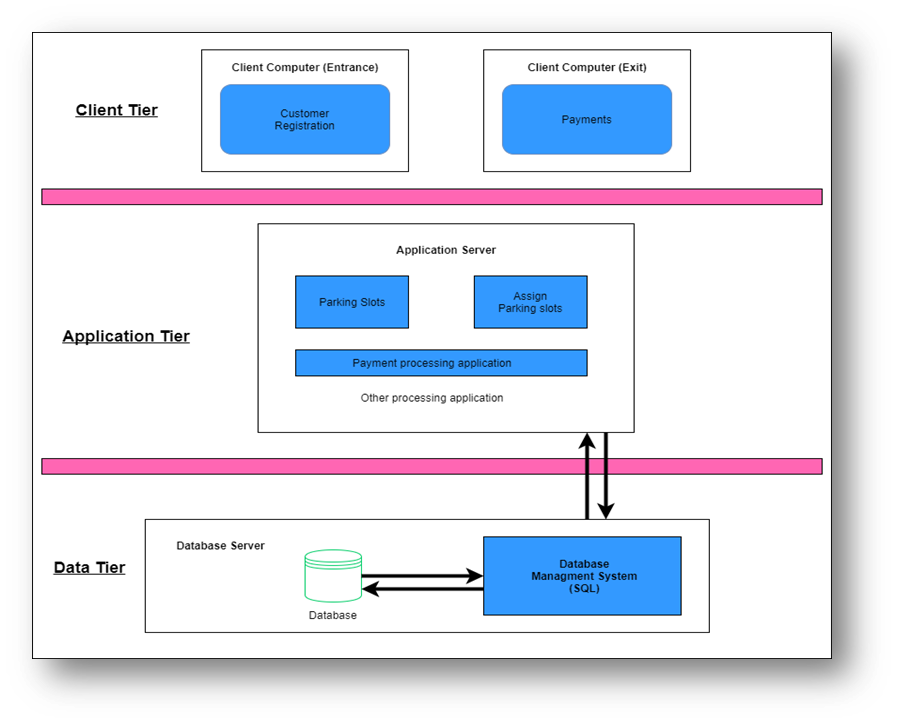 Client Computer (Entrance)
Client Computer (Exit)
Client Tier
Customer
Registration
Payments
Application Server
Parking Slots
Assign
Parking slots
Application Tier
Payment processing application
Other processing application
Database Server
Data Tier
Database
Managment System
(SQL)
Database